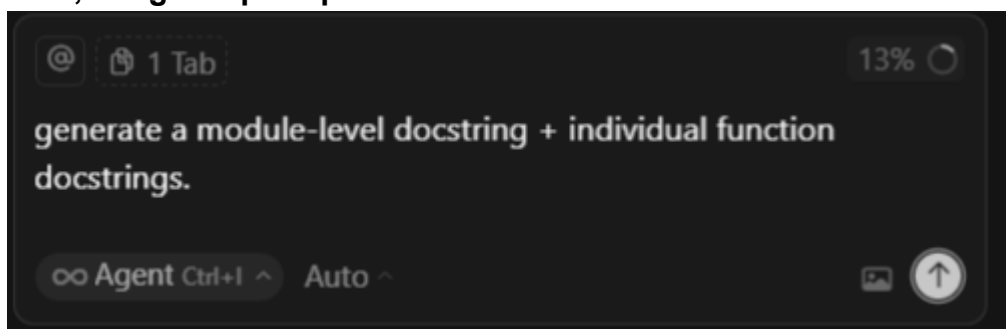 @ 1 Tab 13%
generate a module-level docstring + individual function
docstrings.
Agent Ctrl+I Auto